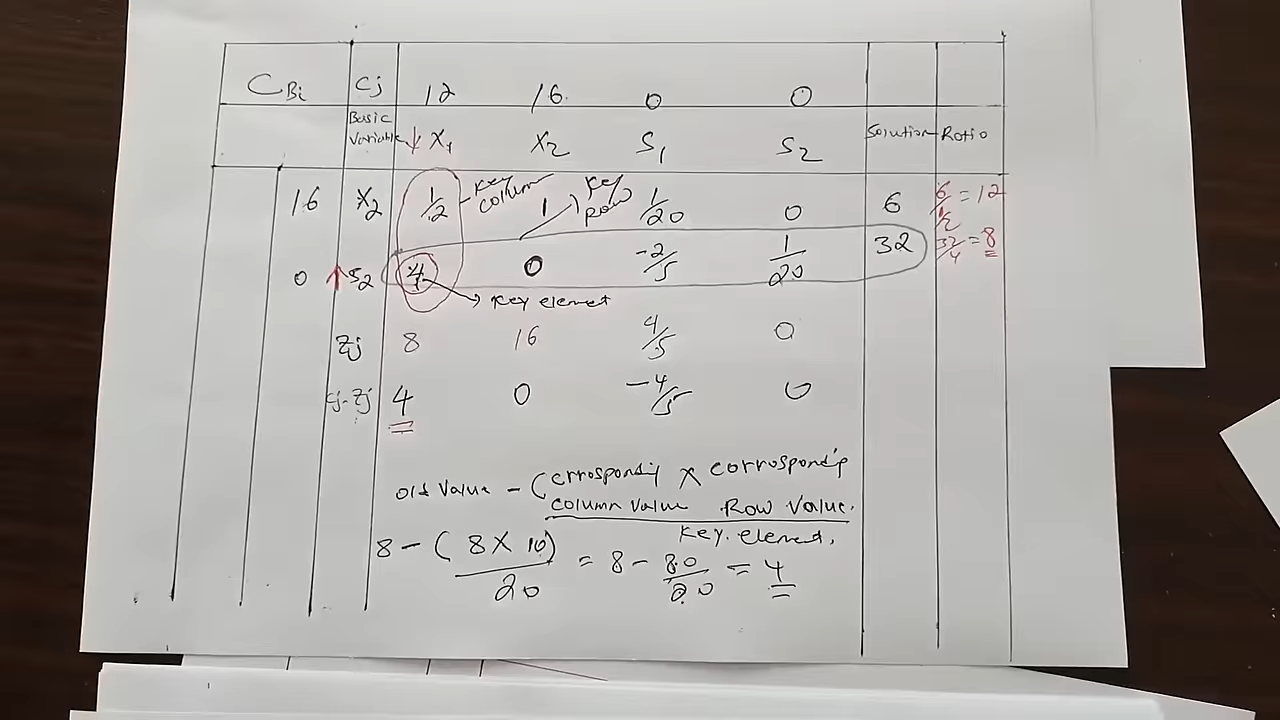 CBi Cj 12 16 0 0
Basic Variable x1 x2 S1 S2 Solution Ratio
16 x2 1/2 1 1/20 0 6 6/1/2 = 12
key column
key Row
0 S2 4 0 -2/5 1/20 32 32/4 = 8
key element
Zj 8 16 4/5 0
Cj-Zj 4 0 -4/5 0
old value - (corrospondig X corrospondig
column value Row value.
key. element.
8 - (8 X 10) = 8 - 80 = 4
20 20